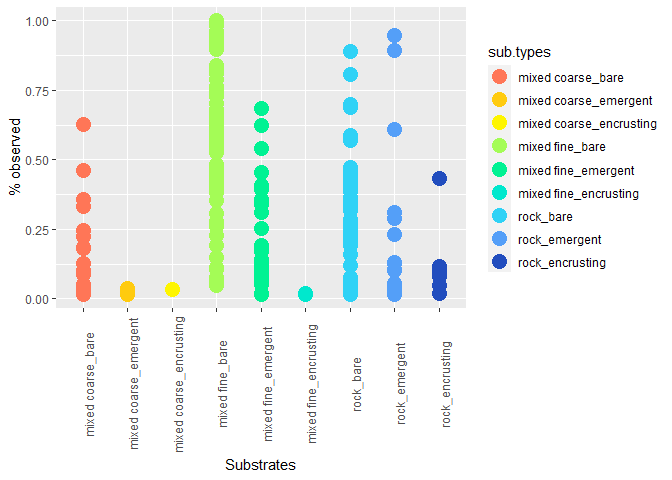 1.00
0.75
0.50
0.25
0.00
% observed
mixed coarse_bare
mixed coarse_emergent
mixed coarse_encrusting
mixed fine_bare
mixed fine_emergent
mixed fine_encrusting
rock_bare
rock_emergent
rock_encrusting
Substrates
sub.types
mixed coarse_bare
mixed coarse_emergent
mixed coarse_encrusting
mixed fine_bare
mixed fine_emergent
mixed fine_encrusting
rock_bare
rock_emergent
rock_encrusting